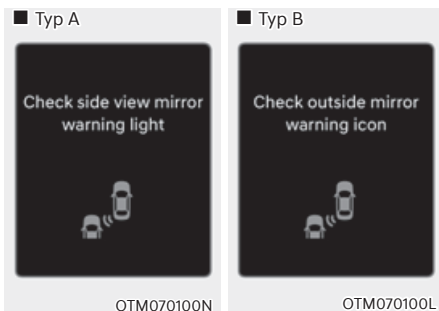 ■ Typ A
Check side view mirror
warning light
OTM070100N
■ Typ B
Check outside mirror
warning icon
OTM070100L